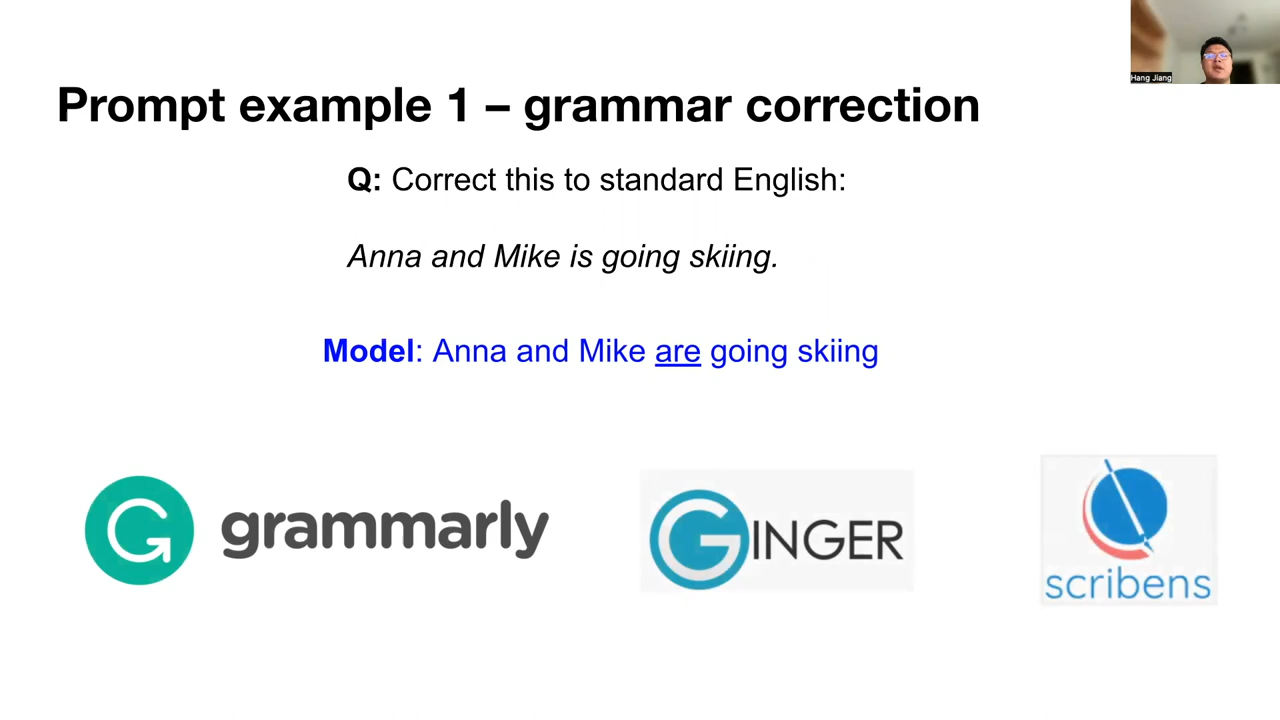 Hang Jiang
Prompt example 1 – grammar correction
Q: Correct this to standard English:
Anna and Mike is going skiing.
Model: Anna and Mike are going skiing
grammarly
GINGER
scribens